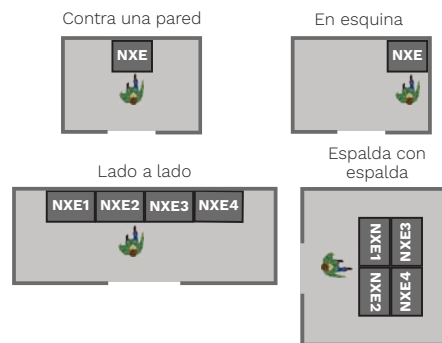 Contra una pared
NXE
En esquina
NXE
Lado a lado
NXE1 NXE2 NXE3 NXE4
Espalda con
espalda
NXE1 NXE3
NXE2 NXE4